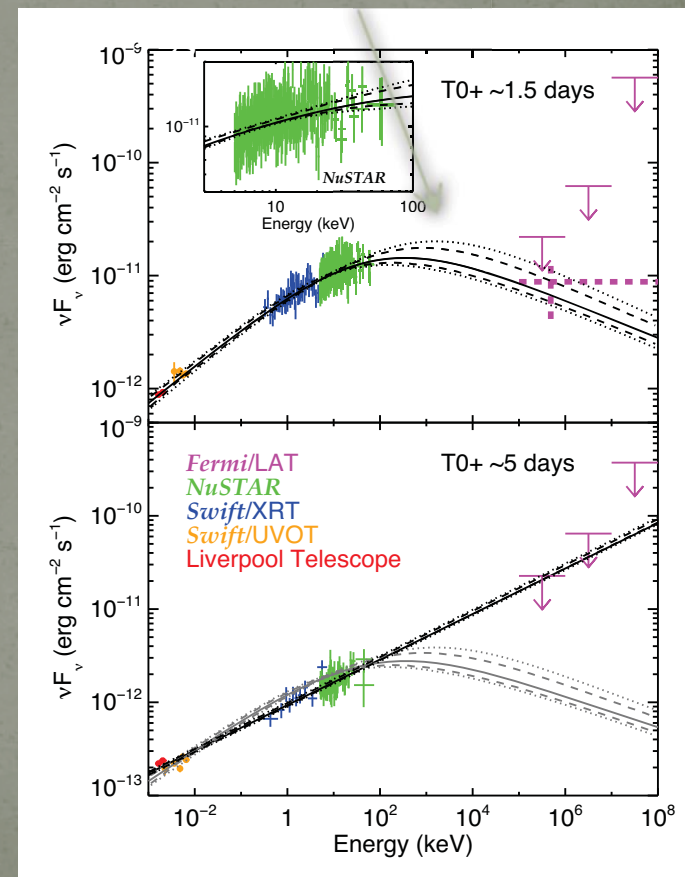 10⁻⁹
T0+ ~1.5 days
10⁻¹¹
NuSTAR
10
100
Energy (keV)
10⁻¹⁰
νFν (erg cm⁻² s⁻¹)
10⁻¹¹
10⁻¹²
10⁻⁹
T0+ ~5 days
Fermi/LAT
NuSTAR
Swift/XRT
Swift/UVOT
Liverpool Telescope
10⁻¹⁰
νFν (erg cm⁻² s⁻¹)
10⁻¹¹
10⁻¹²
10⁻¹³
10⁻²
1
10²
10⁴
10⁶
10⁸
Energy (keV)